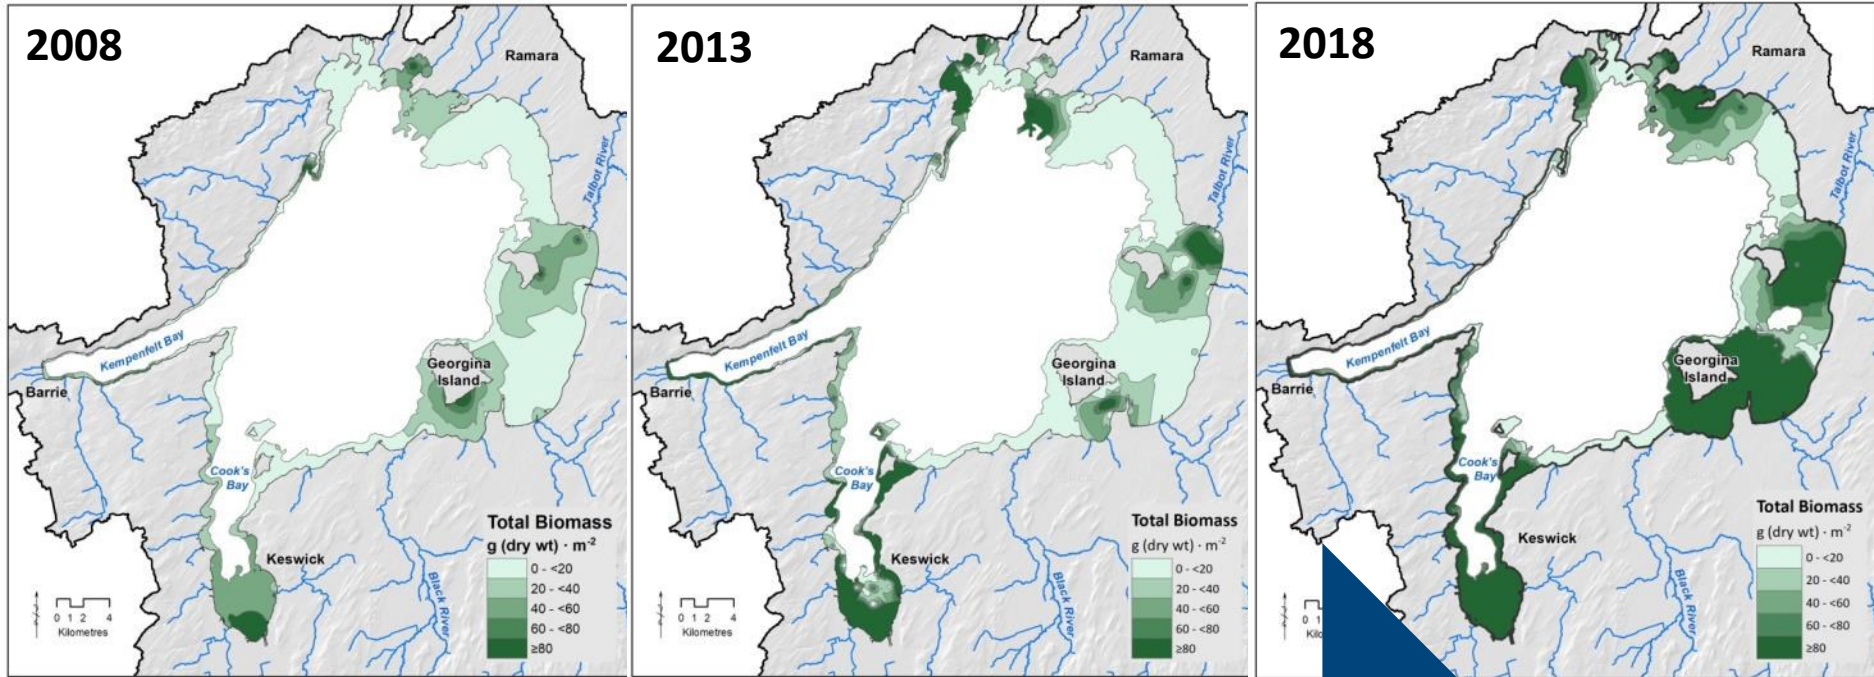 2008
Ramara
Talbot River
Kempenfelt Bay
Barrie
Georgina
Island
Cook's
Bay
Keswick
Black River
Total Biomass
g (dry wt) · m⁻²
0 - <20
20 - <40
40 - <60
60 - <80
≥80
0 1 2 4
Kilometres
2013
Ramara
Talbot River
Kempenfelt Bay
Barrie
Georgina
Island
Cook's
Bay
Keswick
Black River
Total Biomass
g (dry wt) · m⁻²
0 - <20
20 - <40
40 - <60
60 - <80
≥80
0 1 2 4
Kilometres
2018
Ramara
Talbot River
Kempenfelt Bay
Barrie
Georgina
Island
Cook's
Bay
Keswick
Black River
Total Biomass
g (dry wt) · m⁻²
0 - <20
20 - <40
40 - <60
60 - <80
≥80
0